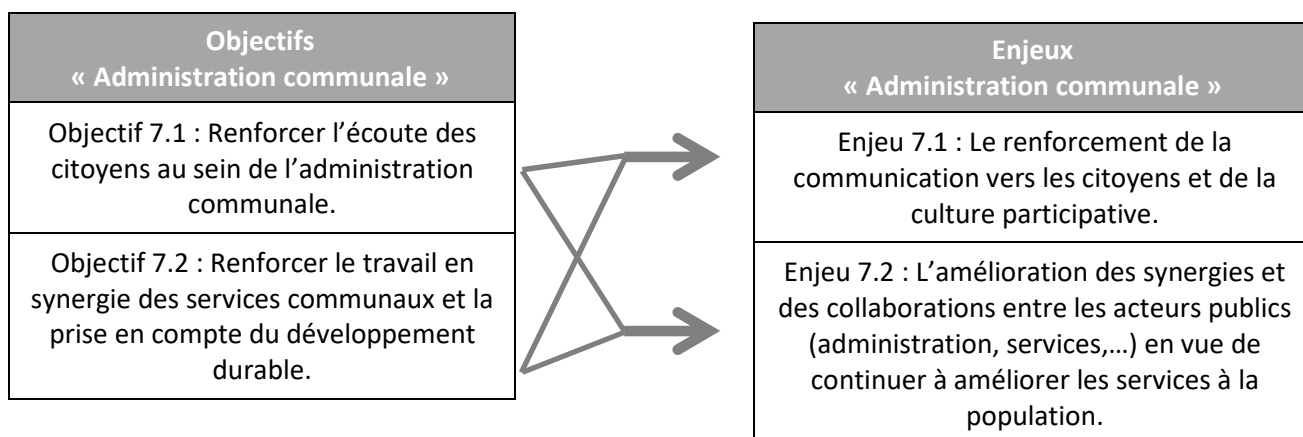 Objectifs
« Administration communale »
Objectif 7.1 : Renforcer l’écoute des
citoyens au sein de l’administration
communale.
Objectif 7.2 : Renforcer le travail en
synergie des services communaux et la
prise en compte du développement
durable.
Enjeux
« Administration communale »
Enjeu 7.1 : Le renforcement de la
communication vers les citoyens et de la
culture participative.
Enjeu 7.2 : L’amélioration des synergies et
des collaborations entre les acteurs publics
(administration, services,…) en vue de
continuer à améliorer les services à la
population.